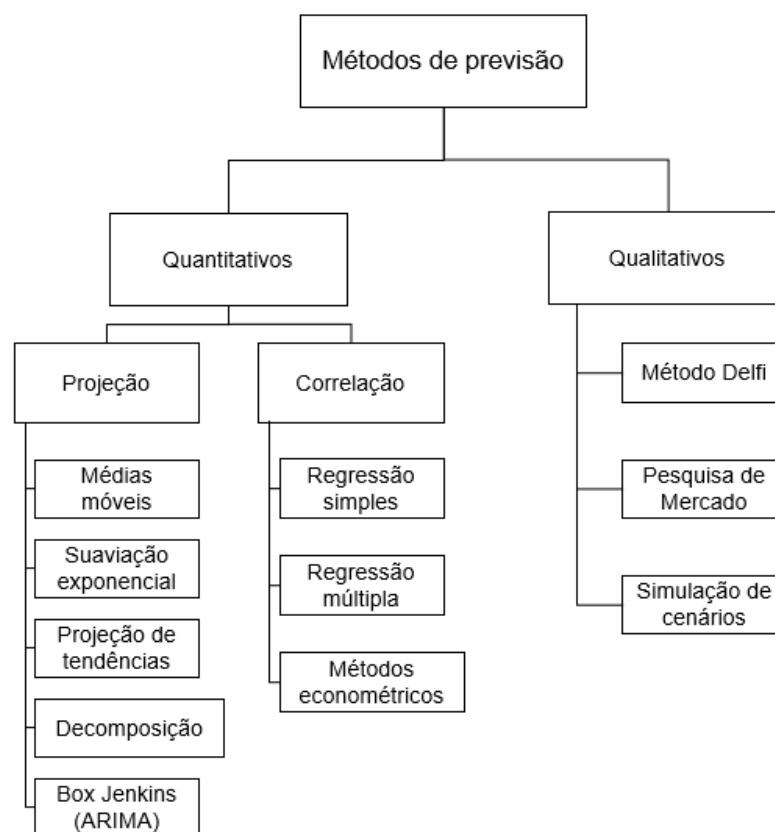 Métodos de previsão
Quantitativos
Qualitativos
Projeção
Correlação
Método Delfi
Médias
móveis
Regressão
simples
Pesquisa de
Mercado
Suaviação
exponencial
Regressão
múltipla
Simulação de
cenários
Projeção de
tendências
Métodos
econométricos
Decomposição
Box Jenkins
(ARIMA)